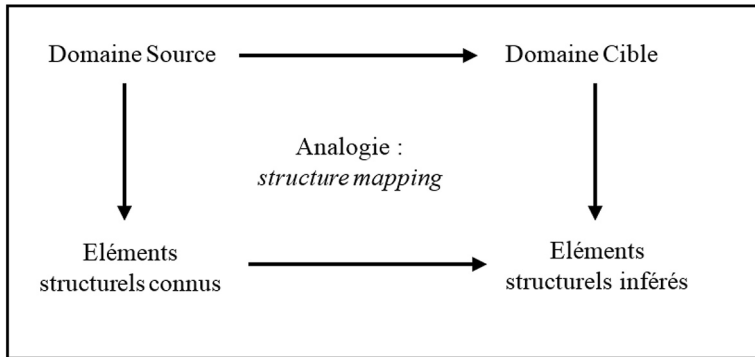 Domaine Source
Domaine Cible
Analogie :
structure mapping
Eléments
structurels connus
Eléments
structurels inférés